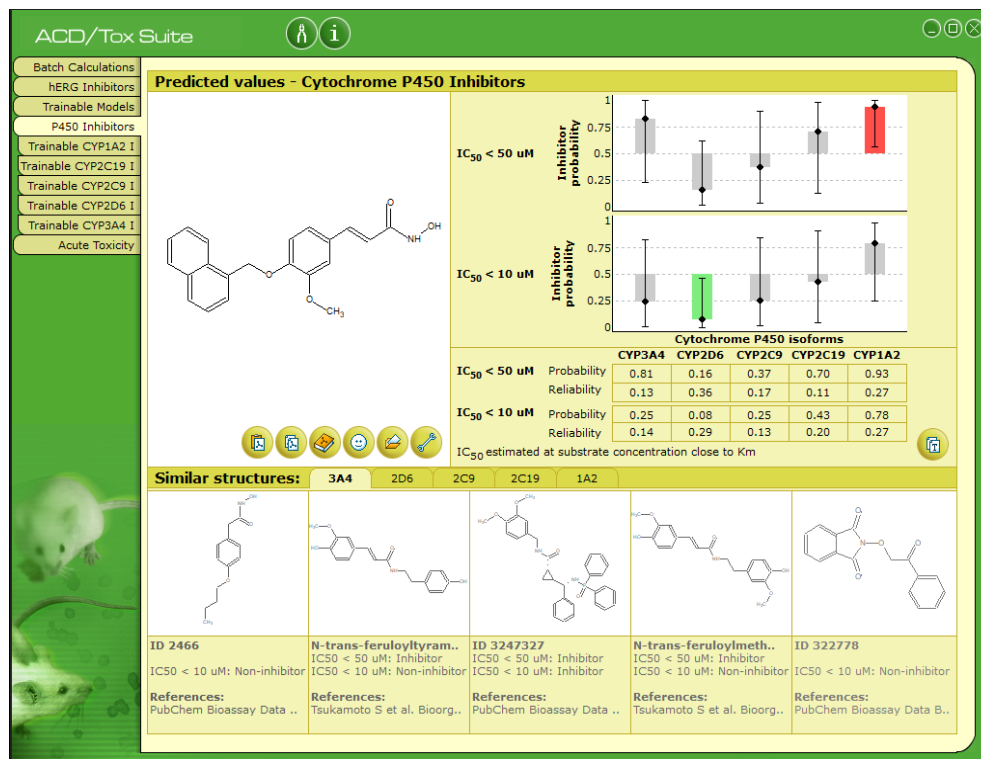 ACD/Tox Suite
Batch Calculations
hERG Inhibitors
Trainable Models
P450 Inhibitors
Trainable CYP1A2 I
Trainable CYP2C19 I
Trainable CYP2C9 I
Trainable CYP2D6 I
Trainable CYP3A4 I
Acute Toxicity
Predicted values - Cytochrome P450 Inhibitors
O
NH
OH
O
O
CH3
IC50 < 50 uM
Inhibitor probability
1
0.75
0.5
0.25
0
IC50 < 10 uM
Inhibitor probability
1
0.75
0.5
0.25
0
Cytochrome P450 isoforms
CYP3A4 CYP2D6 CYP2C9 CYP2C19 CYP1A2
IC50 < 50 uM Probability 0.81 0.16 0.37 0.70 0.93
Reliability 0.13 0.36 0.17 0.11 0.27
IC50 < 10 uM Probability 0.25 0.08 0.25 0.43 0.78
Reliability 0.14 0.29 0.13 0.20 0.27
IC50 estimated at substrate concentration close to Km
Similar structures: 3A4 2D6 2C9 2C19 1A2
ID 2466
IC50 < 10 uM: Non-inhibitor
References:
PubChem Bioassay Data ..
N-trans-feruloyltyram..
IC50 < 50 uM: Inhibitor
IC50 < 10 uM: Non-inhibitor
References:
Tsukamoto S et al. Bioorg..
ID 3247327
IC50 < 50 uM: Inhibitor
IC50 < 10 uM: Inhibitor
References:
PubChem Bioassay Data ..
N-trans-feruloylmeth..
IC50 < 50 uM: Inhibitor
IC50 < 10 uM: Non-inhibitor
References:
Tsukamoto S et al. Bioorg..
ID 322778
IC50 < 10 uM: Non-inhibitor
References:
PubChem Bioassay Data B..